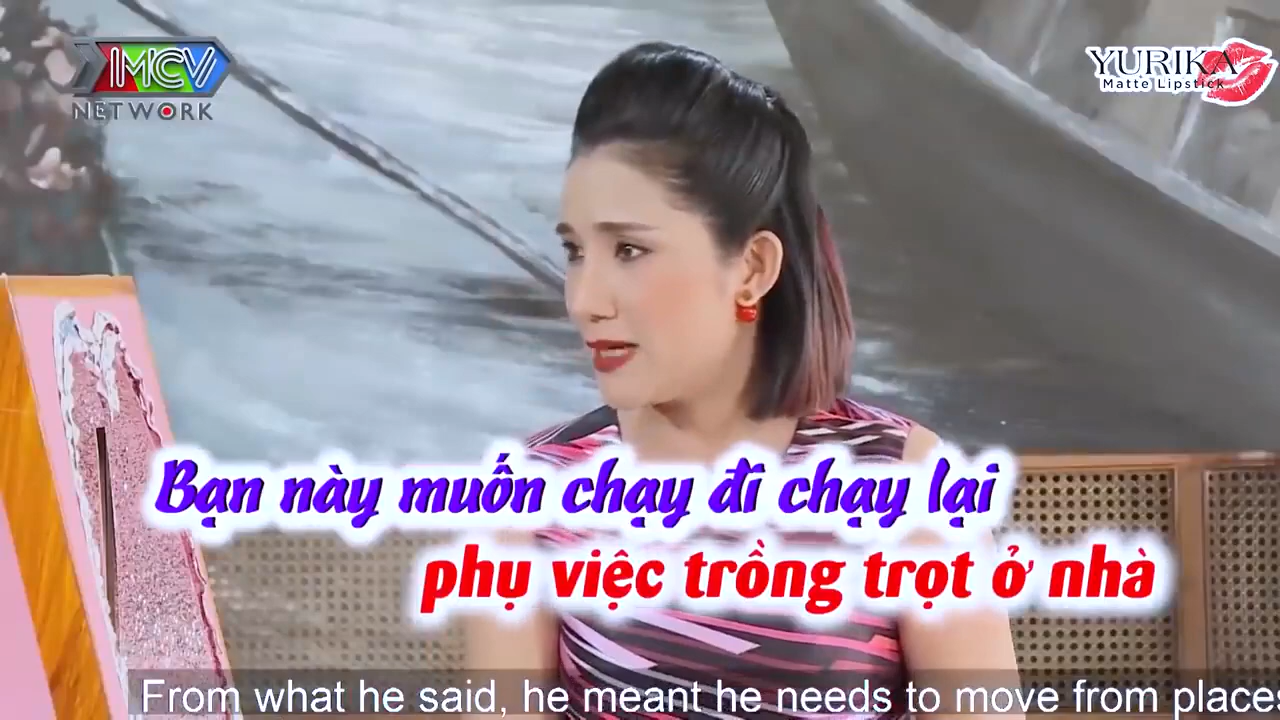 MCV
NETWORK
YURIKA
Matte Lipstick
Bạn này muốn chạy đi chạy lại
phụ việc trồng trọt ở nhà
From what he said, he meant he needs to move from place